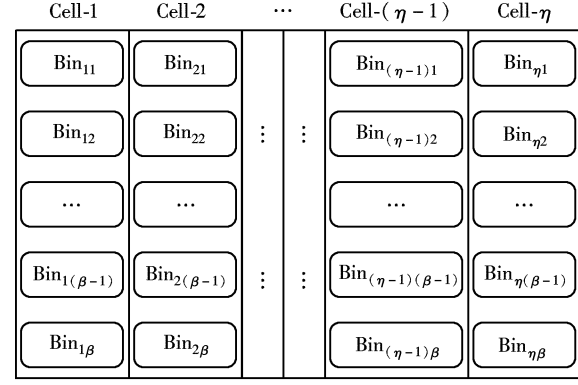 Cell-1 Cell-2 ... Cell-(η-1) Cell-η
Bin₁₁ Bin₂₁ Bin₍η₋₁₎₁ Binη₁
Bin₁₂ Bin₂₂ ⋮ ⋮ Bin₍η₋₁₎₂ Binη₂
... ... ... ...
Bin₁₍β₋₁₎ Bin₂₍β₋₁₎ ⋮ ⋮ Bin₍η₋₁₎₍β₋₁₎ Binη₍β₋₁₎
Bin₁β Bin₂β Bin₍η₋₁₎β Binηβ